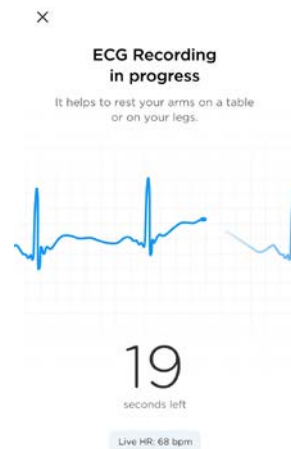 ECG Recording
in progress
It helps to rest your arms on a table
or on your legs.
19
seconds left
Live HR: 68 bpm